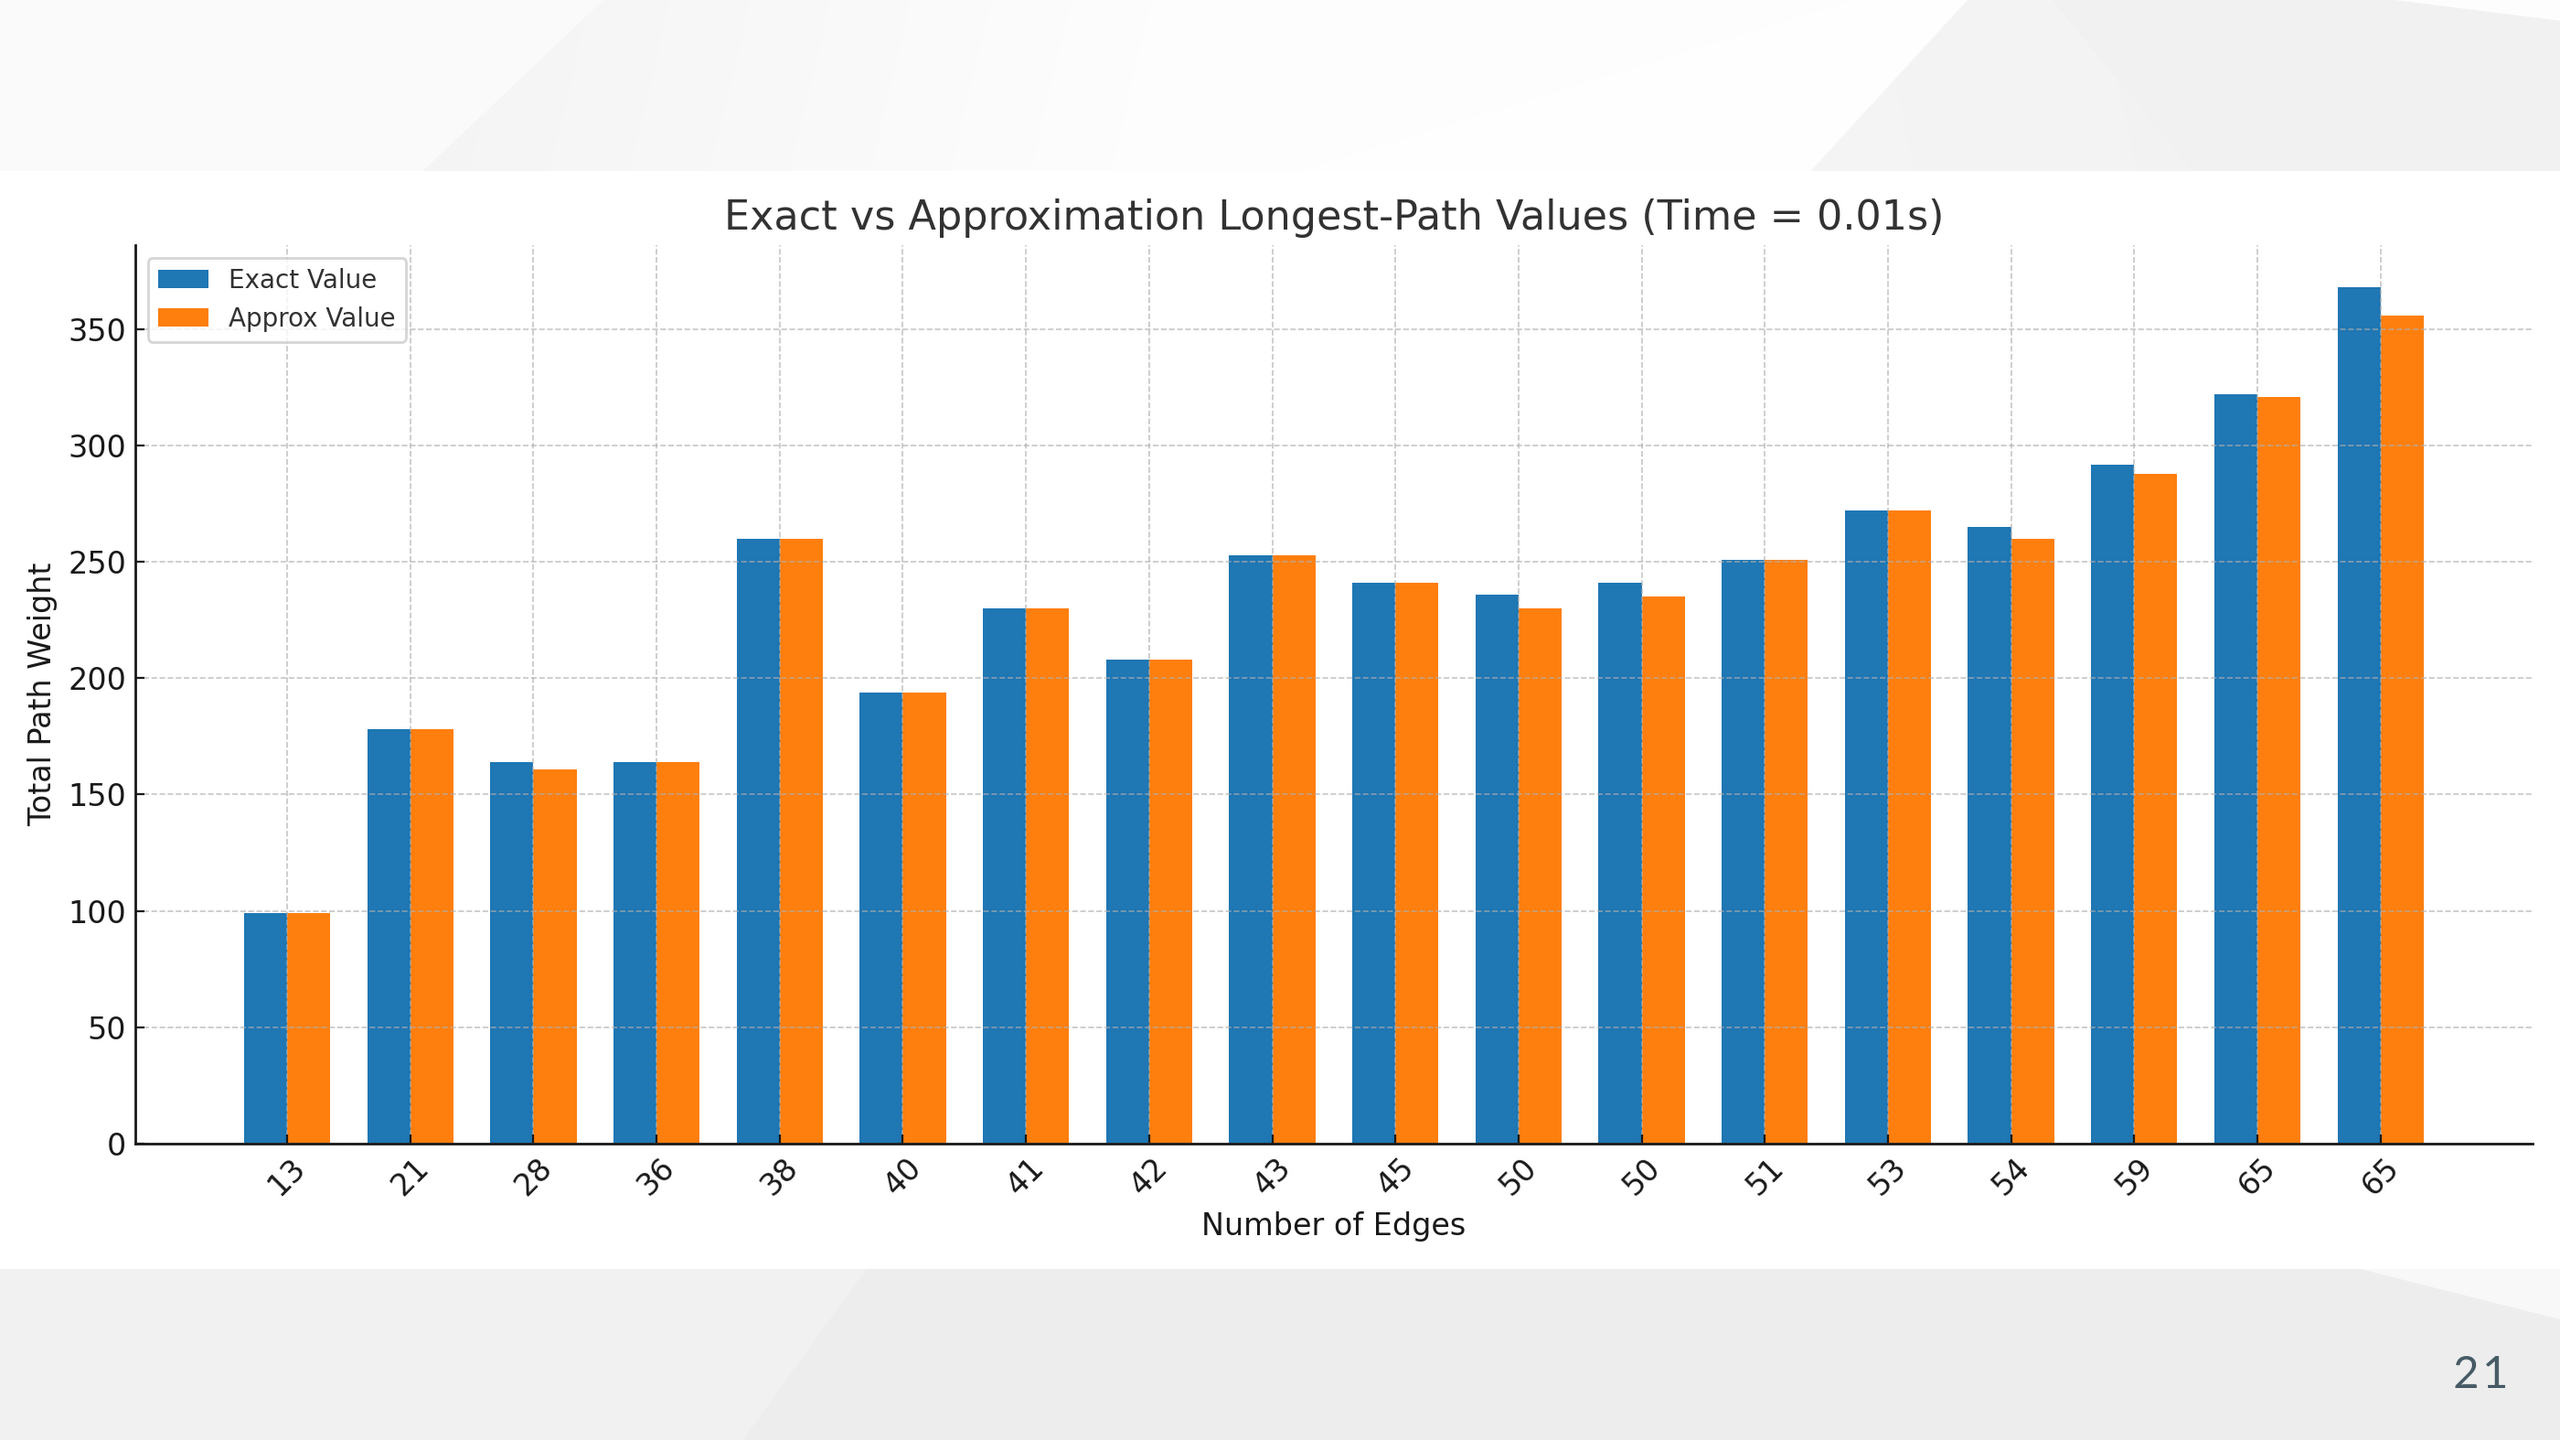 Exact vs Approximation Longest-Path Values (Time = 0.01s)
Exact Value
Approx Value
Total Path Weight
350
300
250
200
150
100
50
0
13 21 28 36 38 40 41 42 43 45 50 50 51 53 54 59 65 65
Number of Edges
21